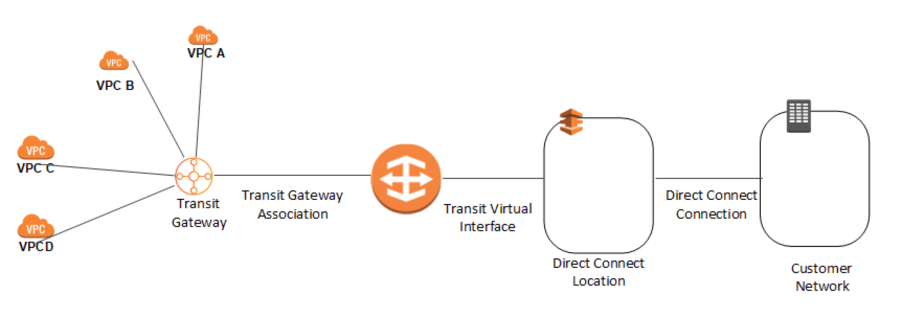 VPC
VPC A
VPC
VPC B
VPC
VPC C
VPC
VPCD
Transit
Gateway
Transit Gateway
Association
Transit Virtual
Interface
Direct Connect
Location
Direct Connect
Connection
Customer
Network